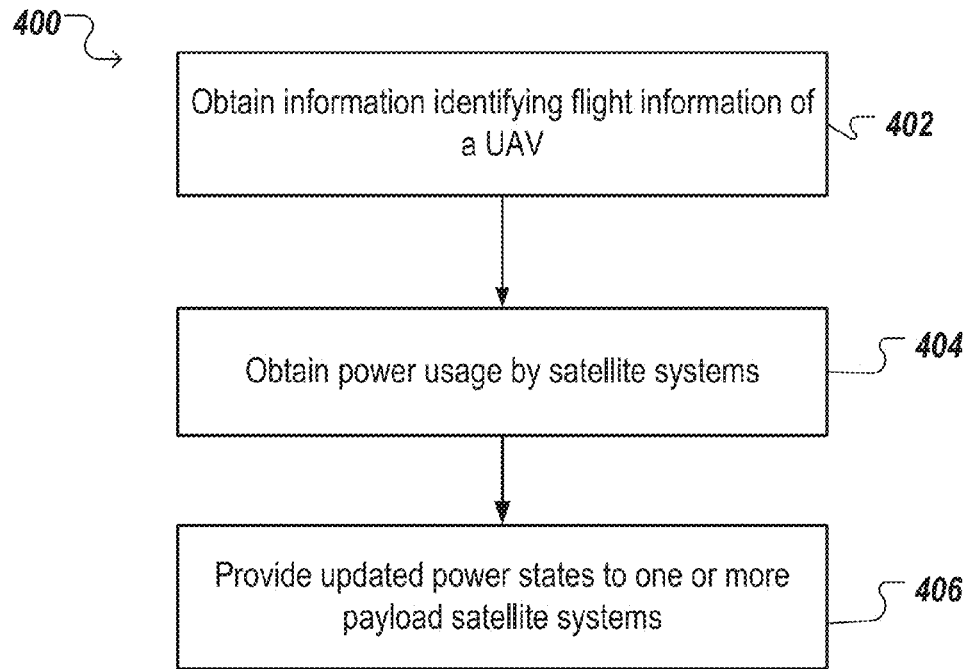 400
Obtain information identifying flight information of
a UAV
402
Obtain power usage by satellite systems
404
Provide updated power states to one or more
payload satellite systems
406